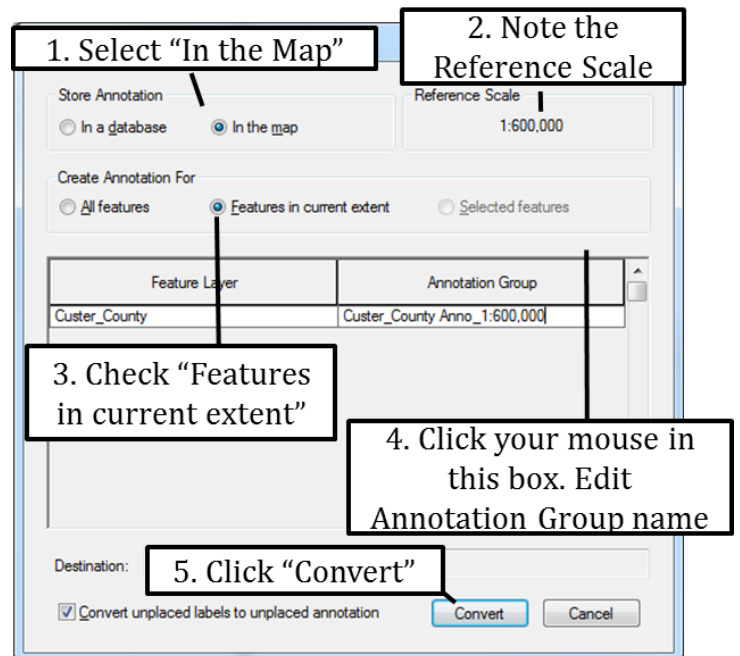 1. Select “In the Map”
2. Note the
Reference Scale
Store Annotation
Reference Scale
In a database
In the map
1:600,000
Create Annotation For
All features
Features in current extent
Selected features
Feature Layer
Annotation Group
Custer_County
Custer_County Anno_1:600,000
3. Check “Features
in current extent”
4. Click your mouse in
this box. Edit
Annotation Group name
Destination:
5. Click “Convert”
Convert unplaced labels to unplaced annotation
Convert
Cancel